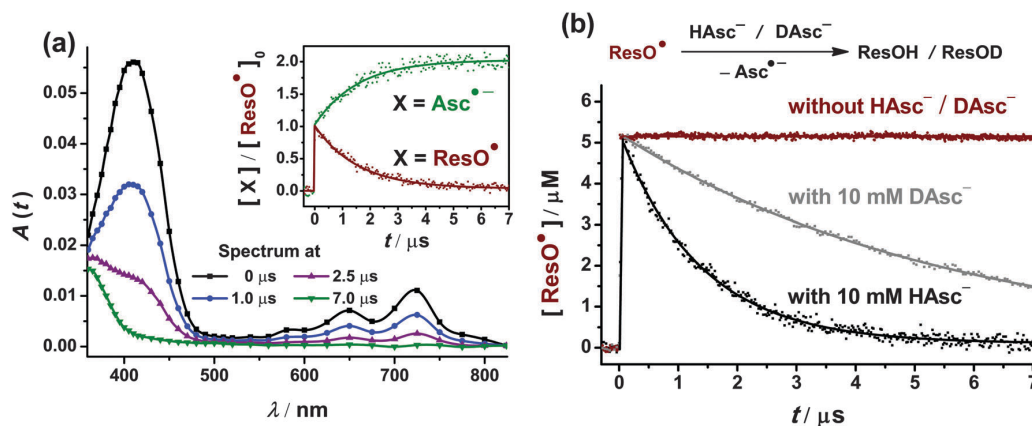 (a)
A(t)
0.06
0.05
0.04
0.03
0.02
0.01
0.00
400
500
600
700
800
λ / nm
Spectrum at
0 μs
2.5 μs
1.0 μs
7.0 μs
[ X ] / [ ResO• ]0
2.0
1.5
1.0
0.5
0.0
X = Asc•−
X = ResO•
0 1 2 3 4 5 6 7
t / μs
(b)
ResO• HAsc− / DAsc− ResOH / ResOD
− Asc•−
without HAsc− / DAsc−
with 10 mM DAsc−
with 10 mM HAsc−
[ ResO• ] / μM
6
5
4
3
2
1
0
0 1 2 3 4 5 6 7
t / μs